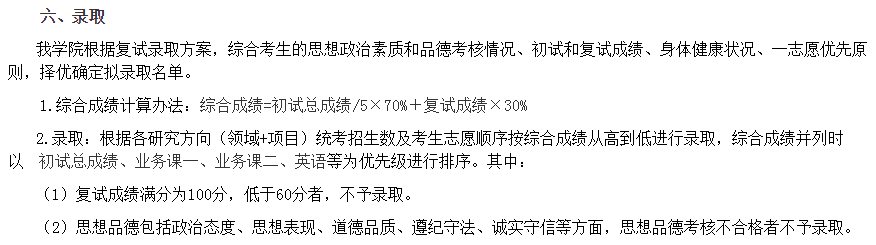 六、录取
我学院根据复试录取方案，综合考生的思想政治素质和品德考核情况、初试和复试成绩、身体健康状况、一志愿优先原
则，择优确定拟录取名单。
1.综合成绩计算办法：综合成绩=初试总成绩/5×70%＋复试成绩×30%
2.录取：根据各研究方向（领域+项目）统考招生数及考生志愿顺序按综合成绩从高到低进行录取，综合成绩并列时
以 初试总成绩、业务课一、业务课二、英语等为优先级进行排序。其中：
（1）复试成绩满分为100分，低于60分者，不予录取。
（2）思想品德包括政治态度、思想表现、道德品质、遵纪守法、诚实守信等方面，思想品德考核不合格者不予录取。